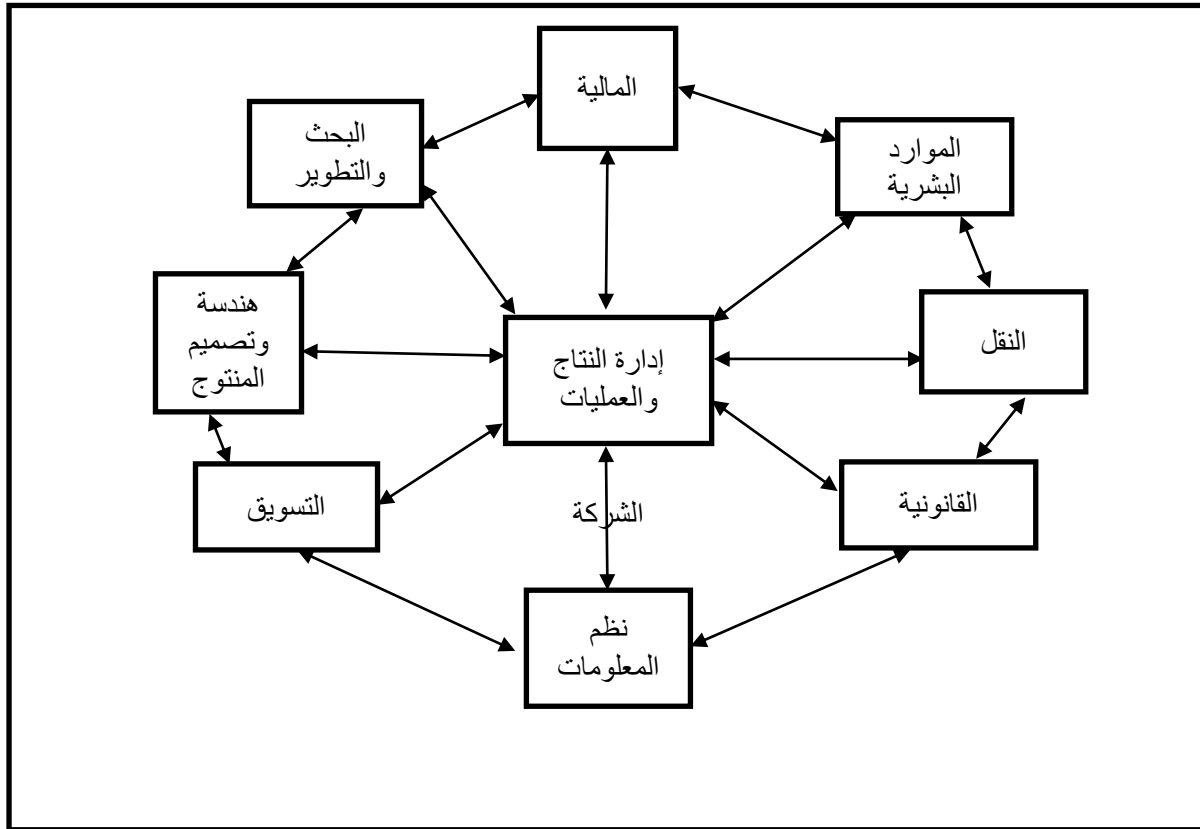 المالية
البحث
والتطوير
الموارد
البشرية
هندسة
وتصميم
المنتوج
إدارة النتاج
والعمليات
النقل
التسويق
الشركة
القانونية
نظم
المعلومات